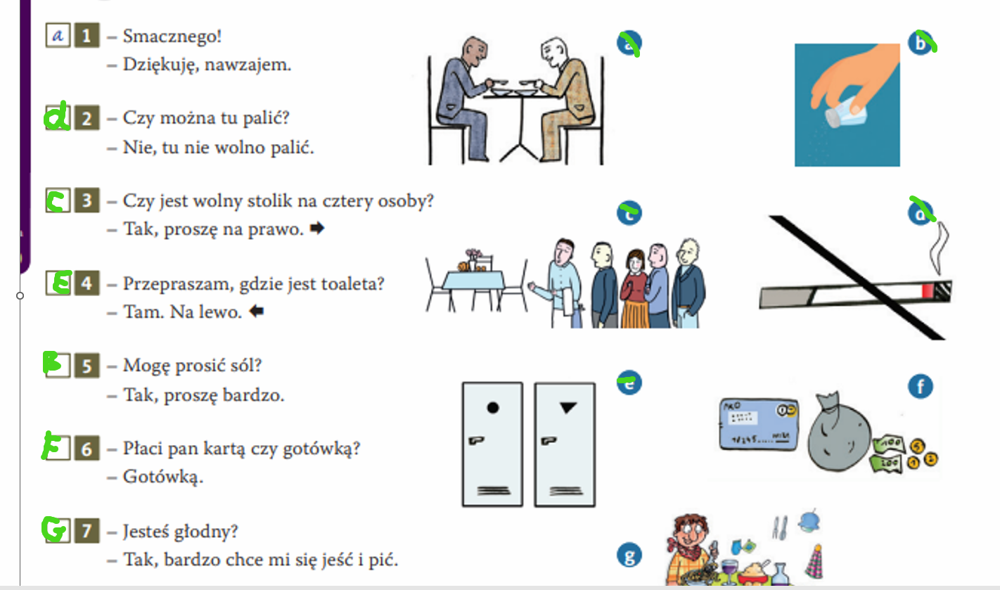 a 1 – Smacznego!
– Dziękuję, nawzajem.
d 2 – Czy można tu palić?
– Nie, tu nie wolno palić.
C 3 – Czy jest wolny stolik na cztery osoby?
– Tak, proszę na prawo. ➡
E 4 – Przepraszam, gdzie jest toaleta?
– Tam. Na lewo. ⬅
B 5 – Mogę prosić sól?
– Tak, proszę bardzo.
F 6 – Płaci pan kartą czy gotówką?
– Gotówką.
G 7 – Jesteś głodny?
– Tak, bardzo chce mi się jeść i pić.
a
b
c
d
e
f
100
200
g